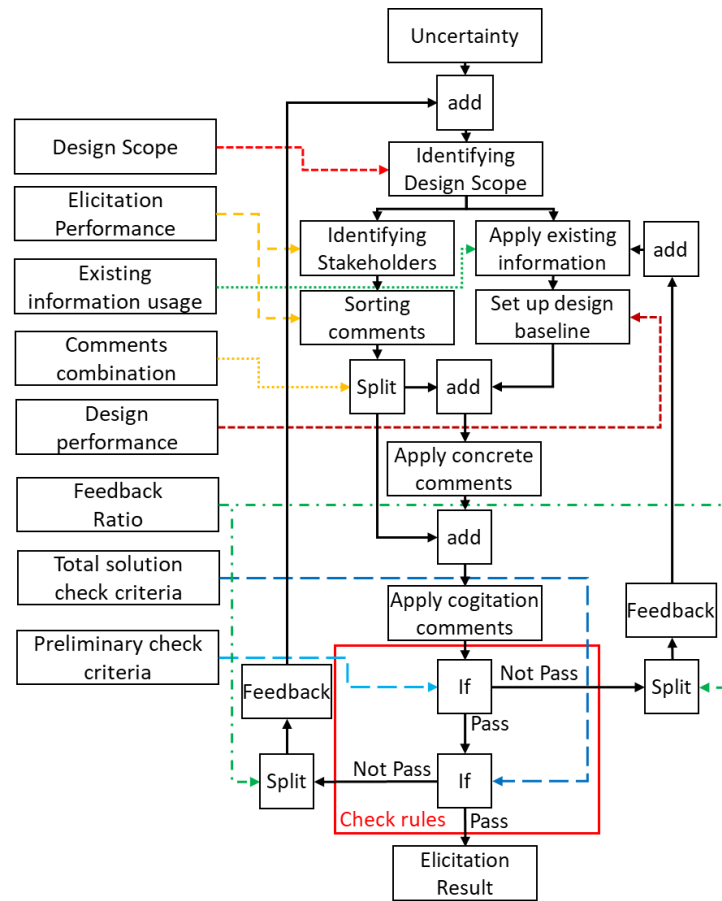 Uncertainty
add
Design Scope
Identifying
Design Scope
Elicitation
Performance
Identifying
Stakeholders
Apply existing
information
add
Existing
information usage
Sorting
comments
Set up design
baseline
Comments
combination
Split
add
Design
performance
Apply concrete
comments
Feedback
Ratio
add
Total solution
check criteria
Apply cogitation
comments
Feedback
Preliminary check
criteria
If
Not Pass
Split
Feedback
Pass
Split
Not Pass
If
Check rules
Pass
Elicitation
Result